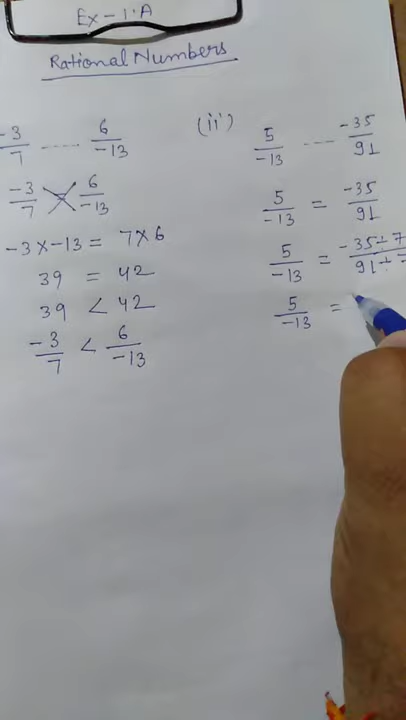 Ex-1.A
Rational Numbers
-3/7 ..... 6/-13
-3/7 = 6/-13
-3×-13 = 7×6
39 = 42
39 < 42
-3/7 < 6/-13
(ii) 5/-13 ... -35/91
5/-13 = -35/91
5/-13 = -35÷7/91÷7
5/-13 =